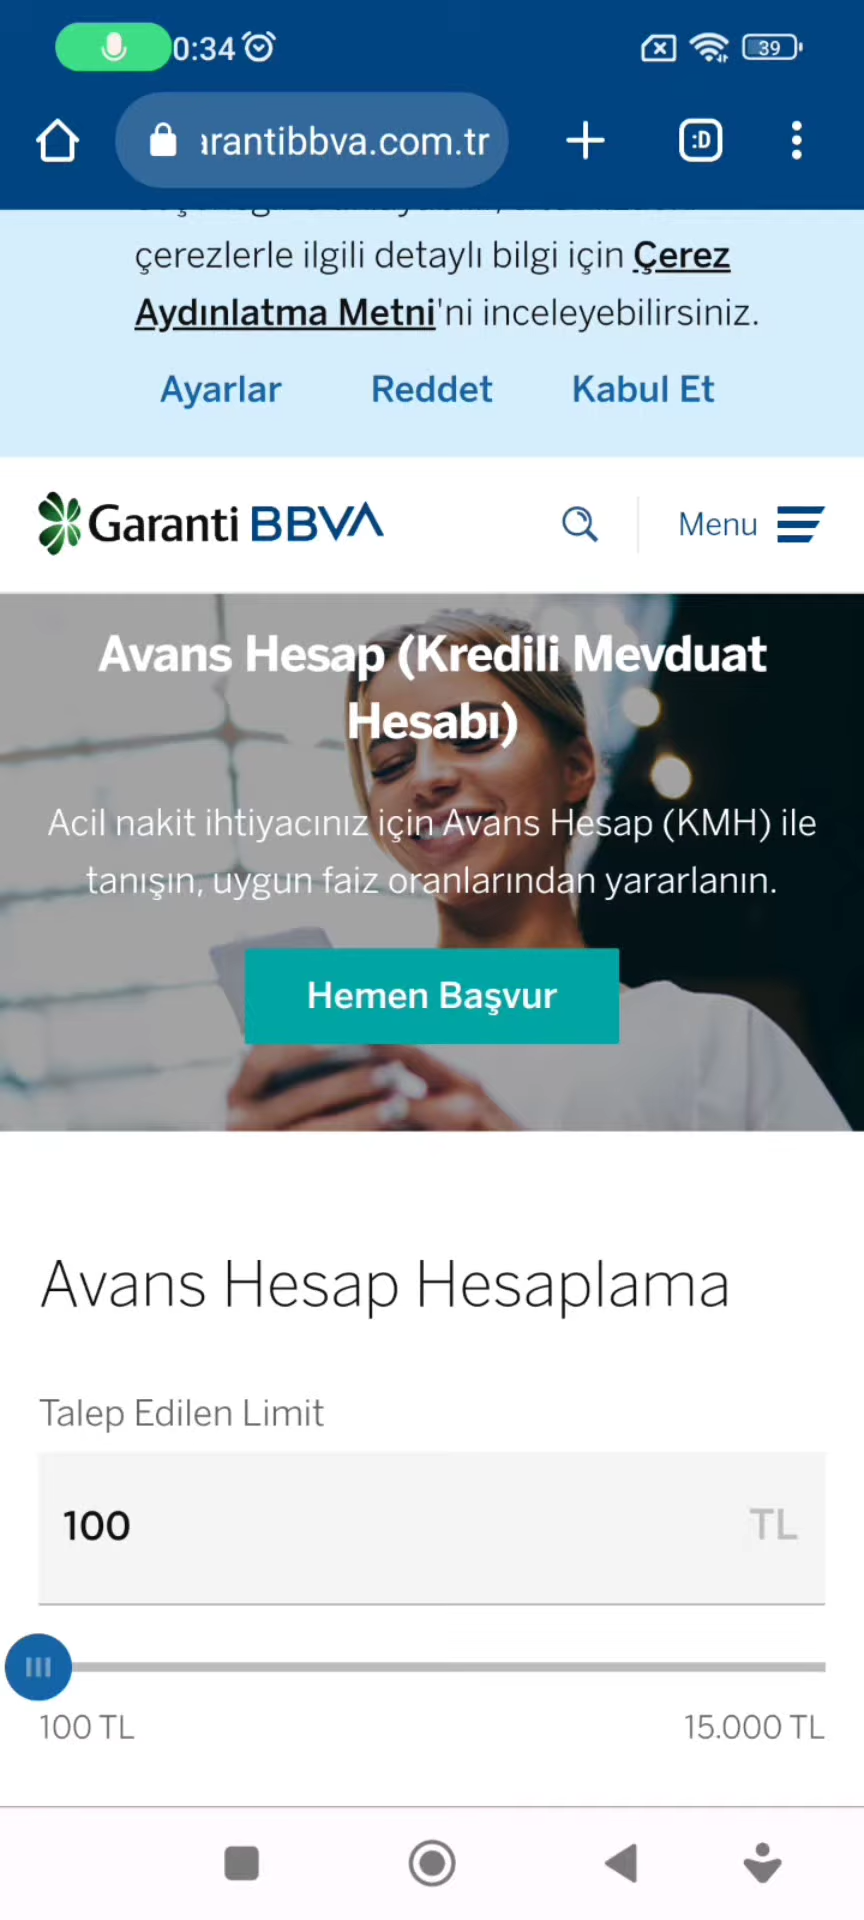 0:34
39
arantibbva.com.tr
:D
çerezlerle ilgili detaylı bilgi için Çerez
Aydınlatma Metni'ni inceleyebilirsiniz.
Ayarlar Reddet Kabul Et
Garanti BBVA
Menu
Avans Hesap (Kredili Mevduat
Hesabı)
Acil nakit ihtiyacınız için Avans Hesap (KMH) ile
tanışın, uygun faiz oranlarından yararlanın.
Hemen Başvur
Avans Hesap Hesaplama
Talep Edilen Limit
100 TL
100 TL 15.000 TL